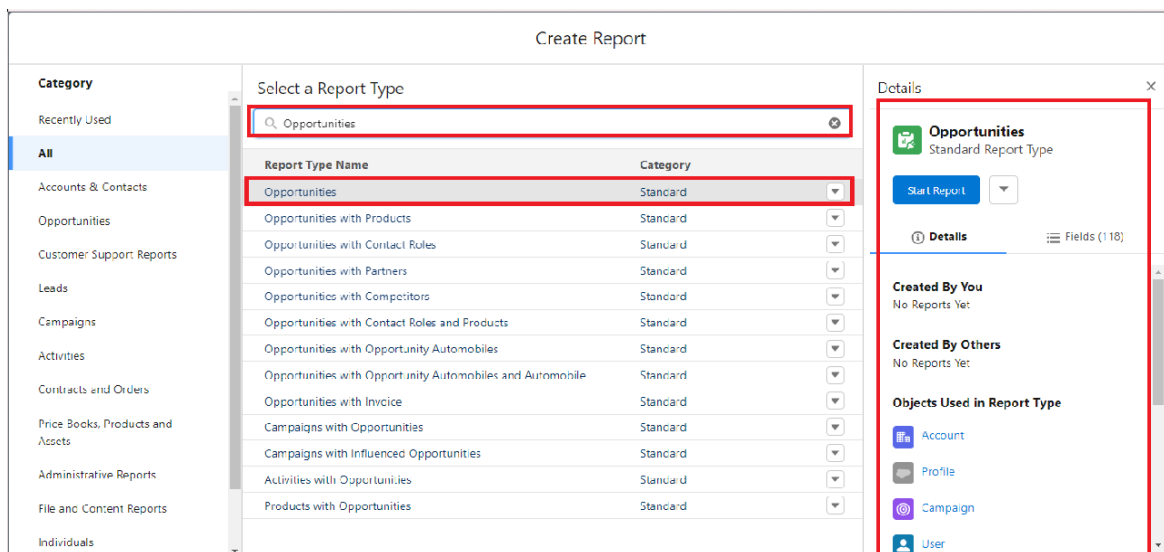 Create Report
Category
Recently Used
All
Accounts & Contacts
Opportunities
Customer Support Reports
Leads
Campaigns
Activities
Contracts and Orders
Price Books, Products and
Assets
Administrative Reports
File and Content Reports
Individuals
Select a Report Type
Opportunities
Report Type Name Category
Opportunities Standard
Opportunities with Products Standard
Opportunities with Contact Roles Standard
Opportunities with Partners Standard
Opportunities with Competitors Standard
Opportunities with Contact Roles and Products Standard
Opportunities with Opportunity Automobiles Standard
Opportunities with Opportunity Automobiles and Automobile Standard
Opportunities with Invoice Standard
Campaigns with Opportunities Standard
Campaigns with Influenced Opportunities Standard
Activities with Opportunities Standard
Products with Opportunities Standard
Details
Opportunities
Standard Report Type
Start Report
Details Fields (118)
Created By You
No Reports Yet
Created By Others
No Reports Yet
Objects Used in Report Type
Account
Profile
Campaign
User